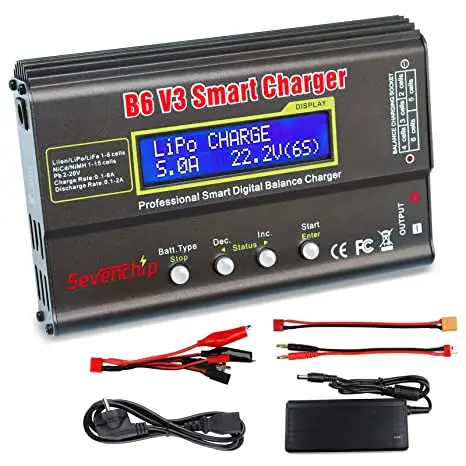 B6 V3 Smart Charger
DISPLAY
LiPo CHARGE
5.0A 22.2V(6S)
LiIon/LiPo/LiFe 1-6 cells
NiCd/NiMH 1-15 cells
Pb 2-20V
Charge Rate:0.1-6A
Discharge Rate:0.1-2A
Professional Smart Digital Balance Charger
Batt.Type
Stop
Dec.
Inc.
Status
Start
Enter
Sevenchip
CE FC
BALANCE CHARGING SOCKET
2 cells
3 cells
4 cells
5 cells
6 cells
OUTPUT